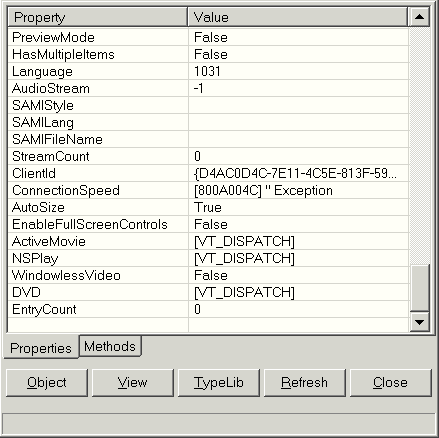 Property Value
PreviewMode False
HasMultipleItems False
Language 1031
AudioStream -1
SAMIStyle
SAMILang
SAMIFileName
StreamCount 0
ClientId {D4AC0D4C-7E11-4C5E-813F-59...
ConnectionSpeed [800A004C] " Exception
AutoSize True
EnableFullScreenControls False
ActiveMovie [VT_DISPATCH]
NSPlay [VT_DISPATCH]
WindowlessVideo False
DVD [VT_DISPATCH]
EntryCount 0
Properties Methods
Object View TypeLib Refresh Close